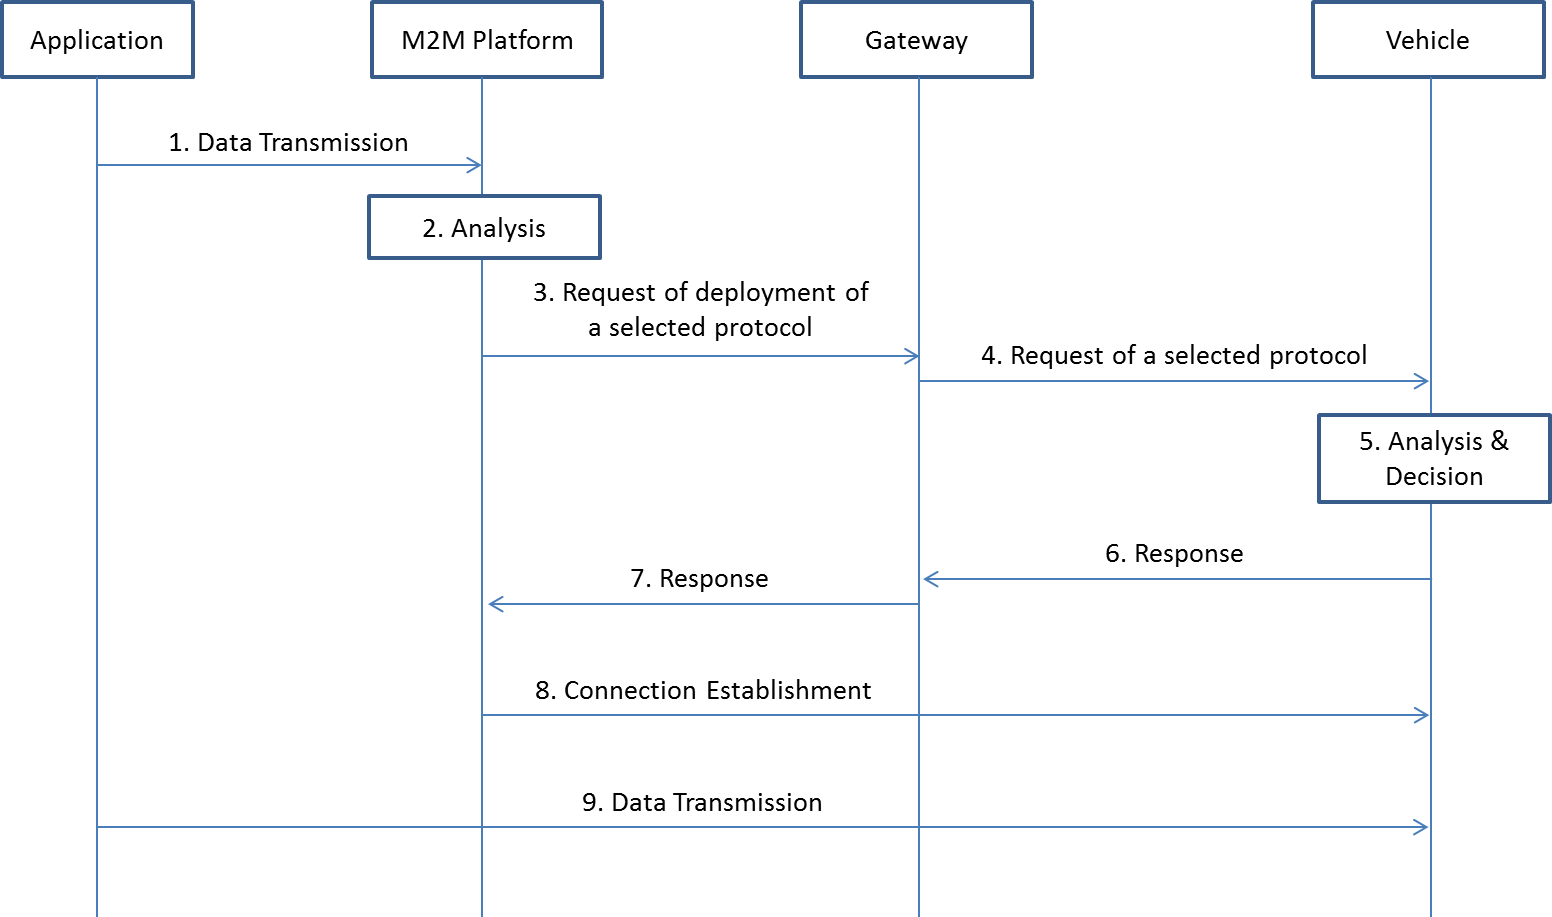 Application
M2M Platform
Gateway
Vehicle
1. Data Transmission
2. Analysis
3. Request of deployment of
a selected protocol
4. Request of a selected protocol
5. Analysis &
Decision
6. Response
7. Response
8. Connection Establishment
9. Data Transmission